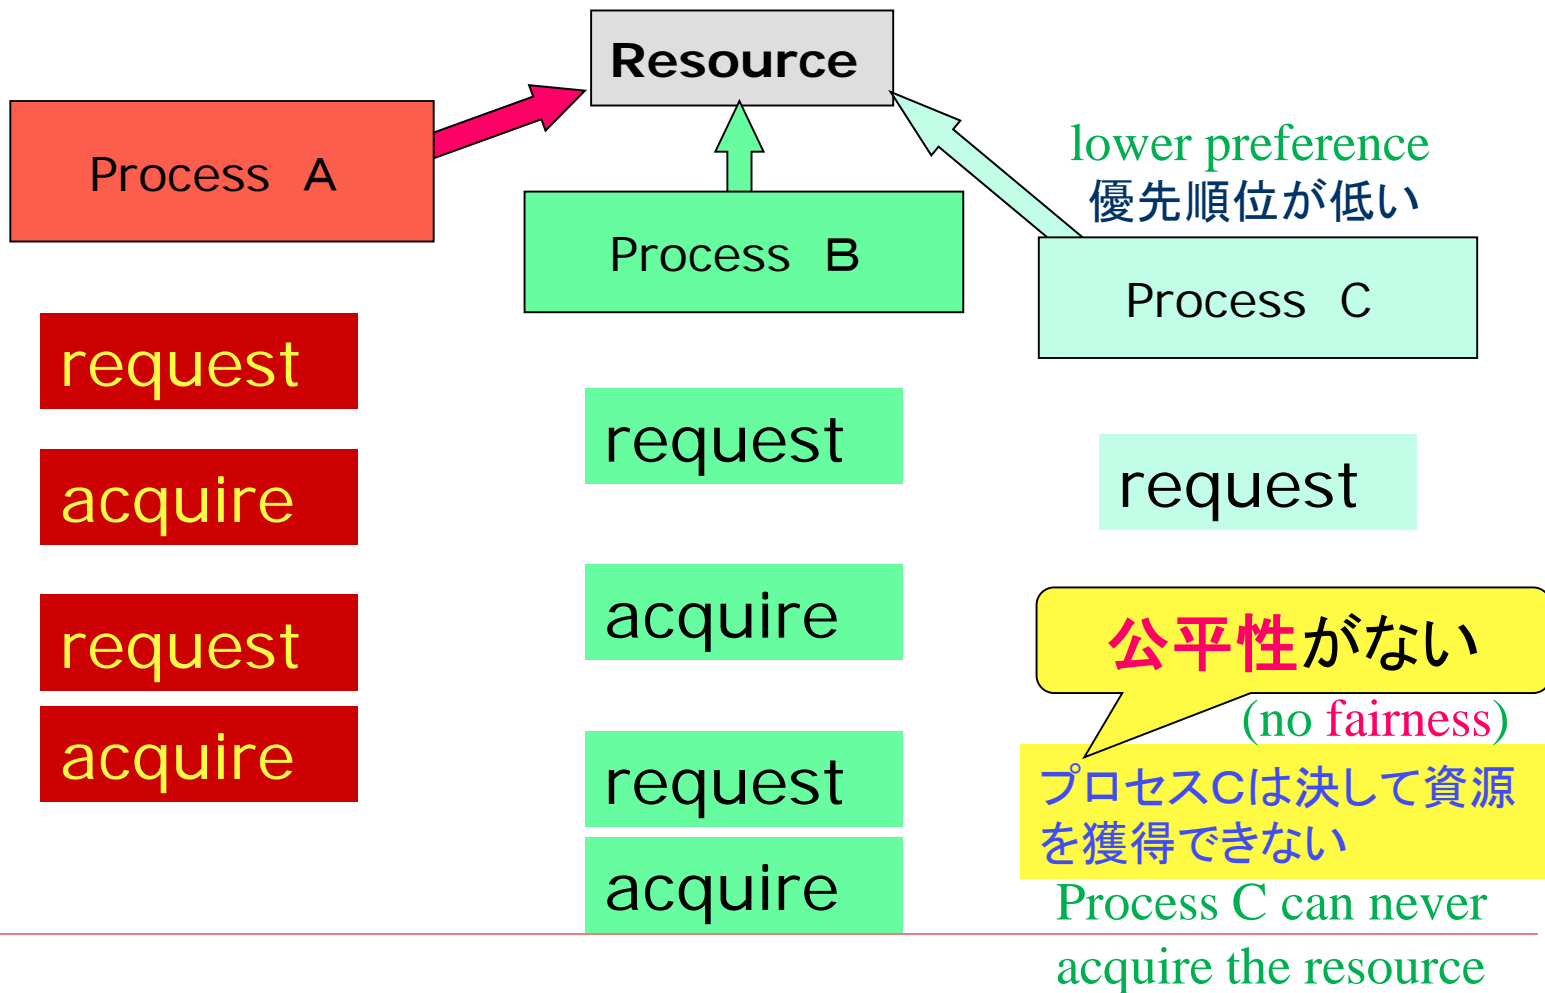 Resource
Process A
Process B
lower preference
優先順位が低い
Process C
request
acquire
request
acquire
request
acquire
request
acquire
request
公平性がない
(no fairness)
プロセスCは決して資源
を獲得できない
Process C can never
acquire the resource